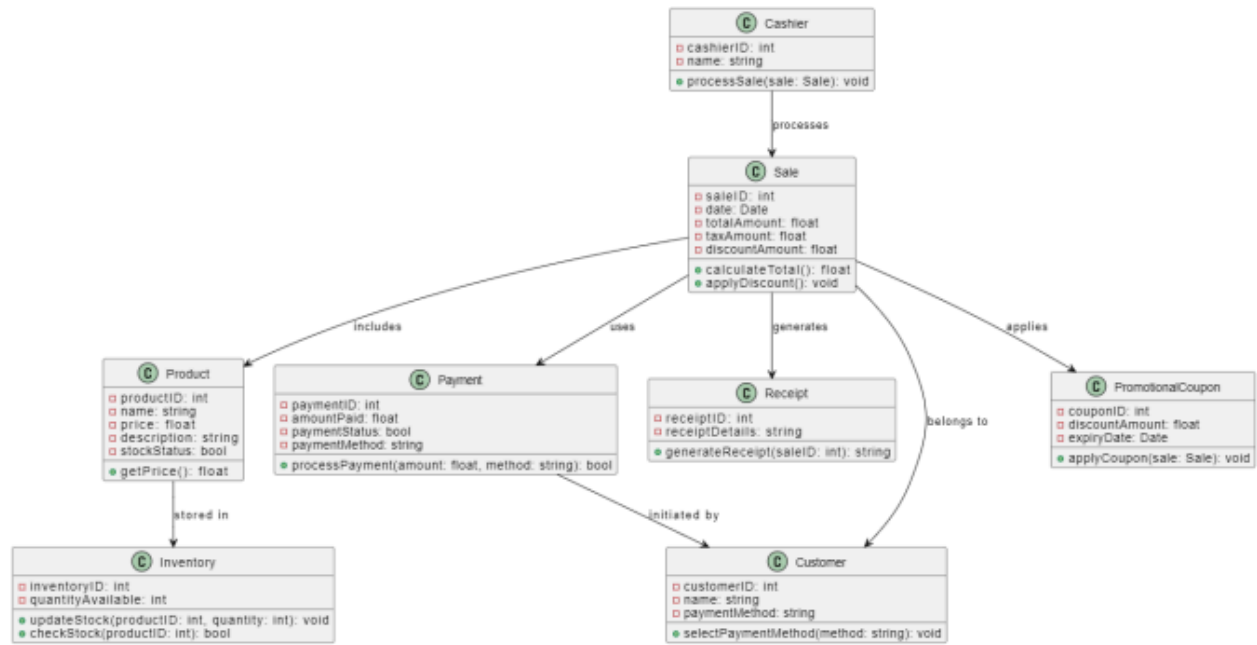 C Cashier
cashierID: int
name: string
processSale(sale: Sale): void
processes
C Sale
saleID: int
date: Date
totalAmount: float
taxAmount: float
discountAmount: float
calculateTotal(): float
applyDiscount(): void
includes
uses
generates
applies
belongs to
C Product
productID: int
name: string
price: float
description: string
stockStatus: bool
getPrice(): float
C Payment
paymentID: int
amountPaid: float
paymentStatus: bool
paymentMethod: string
processPayment(amount: float, method: string): bool
C Receipt
receiptID: int
receiptDetails: string
generateReceipt(saleID: int): string
C PromotionalCoupon
couponID: int
discountAmount: float
expiryDate: Date
applyCoupon(sale: Sale): void
stored in
initiated by
C Inventory
inventoryID: int
quantityAvailable: int
updateStock(productID: int, quantity: int): void
checkStock(productID: int): bool
C Customer
customerID: int
name: string
paymentMethod: string
selectPaymentMethod(method: string): void